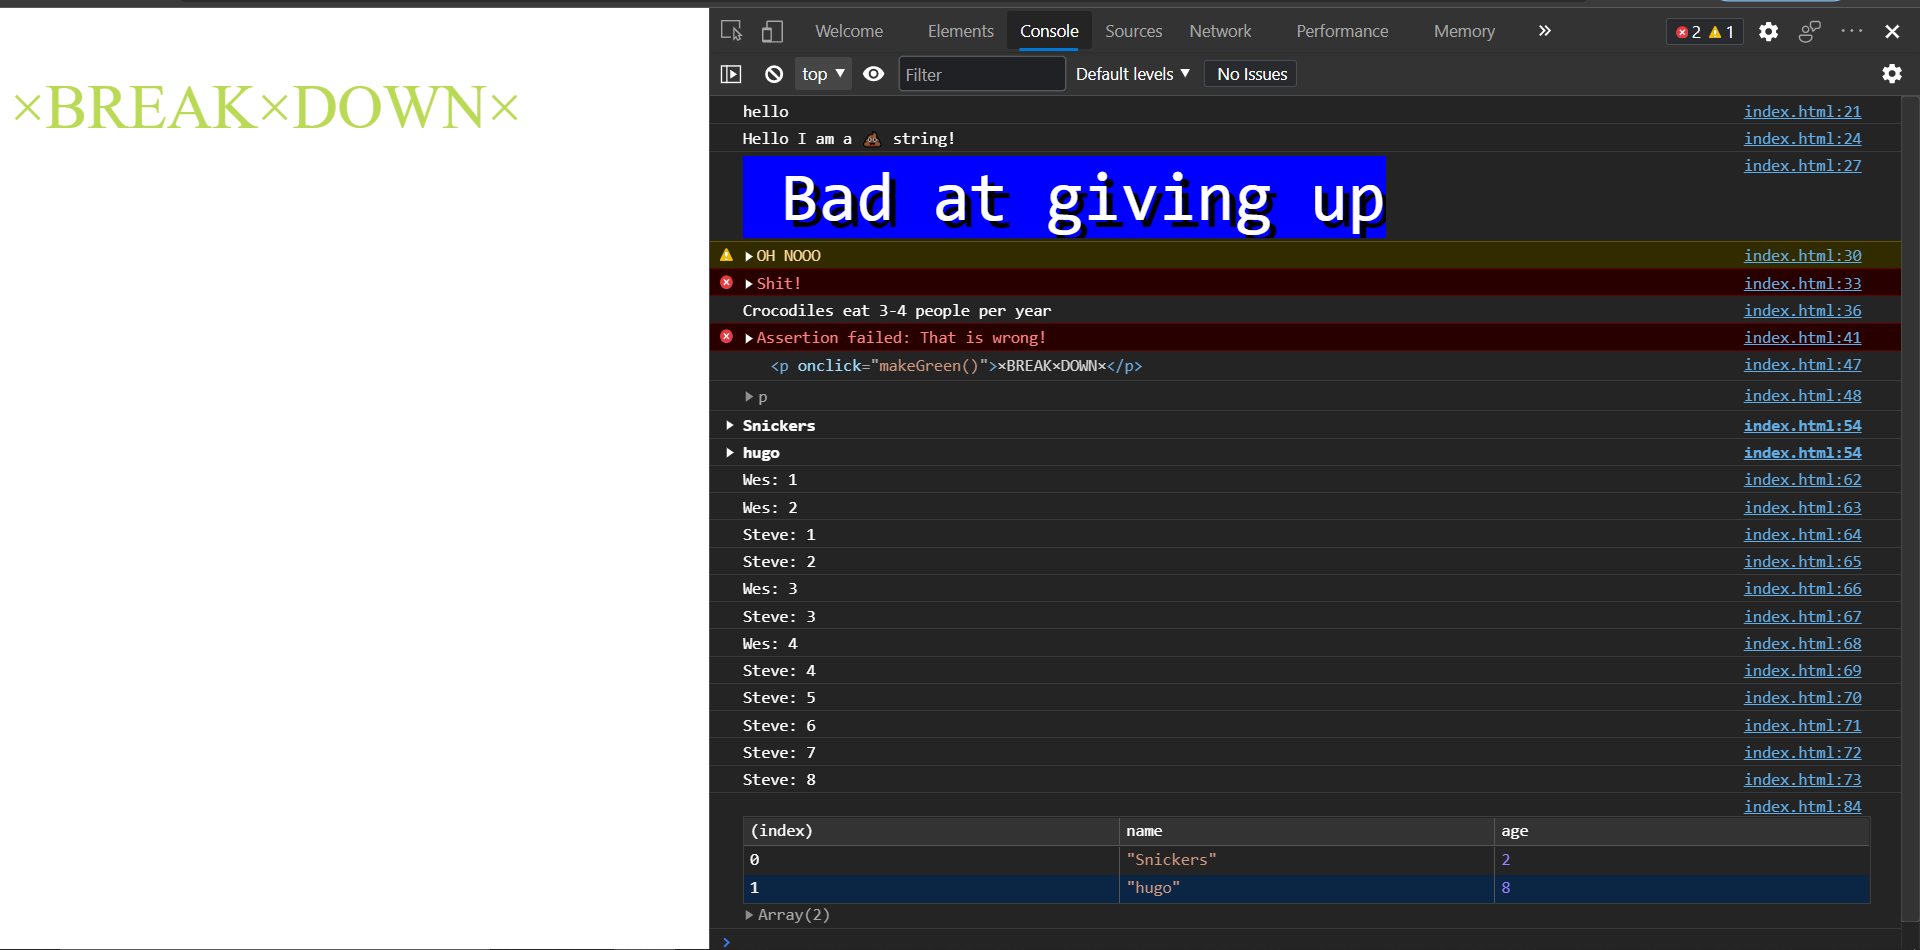 ×BREAK×DOWN×
Welcome Elements Console Sources Network Performance Memory » 2 1 ··· 
top ▼ Filter Default levels ▼ No Issues
hello index.html:21
Hello I am a 💩 string! index.html:24
Bad at giving up index.html:27
OH NOOO index.html:30
Shit! index.html:33
Crocodiles eat 3-4 people per year index.html:36
Assertion failed: That is wrong! index.html:41
<p onclick="makeGreen()">×BREAK×DOWN×</p> index.html:47
p index.html:48
Snickers index.html:54
hugo index.html:54
Wes: 1 index.html:62
Wes: 2 index.html:63
Steve: 1 index.html:64
Steve: 2 index.html:65
Wes: 3 index.html:66
Steve: 3 index.html:67
Wes: 4 index.html:68
Steve: 4 index.html:69
Steve: 5 index.html:70
Steve: 6 index.html:71
Steve: 7 index.html:72
Steve: 8 index.html:73
index.html:84
(index) name age
0 "Snickers" 2
1 "hugo" 8
Array(2)